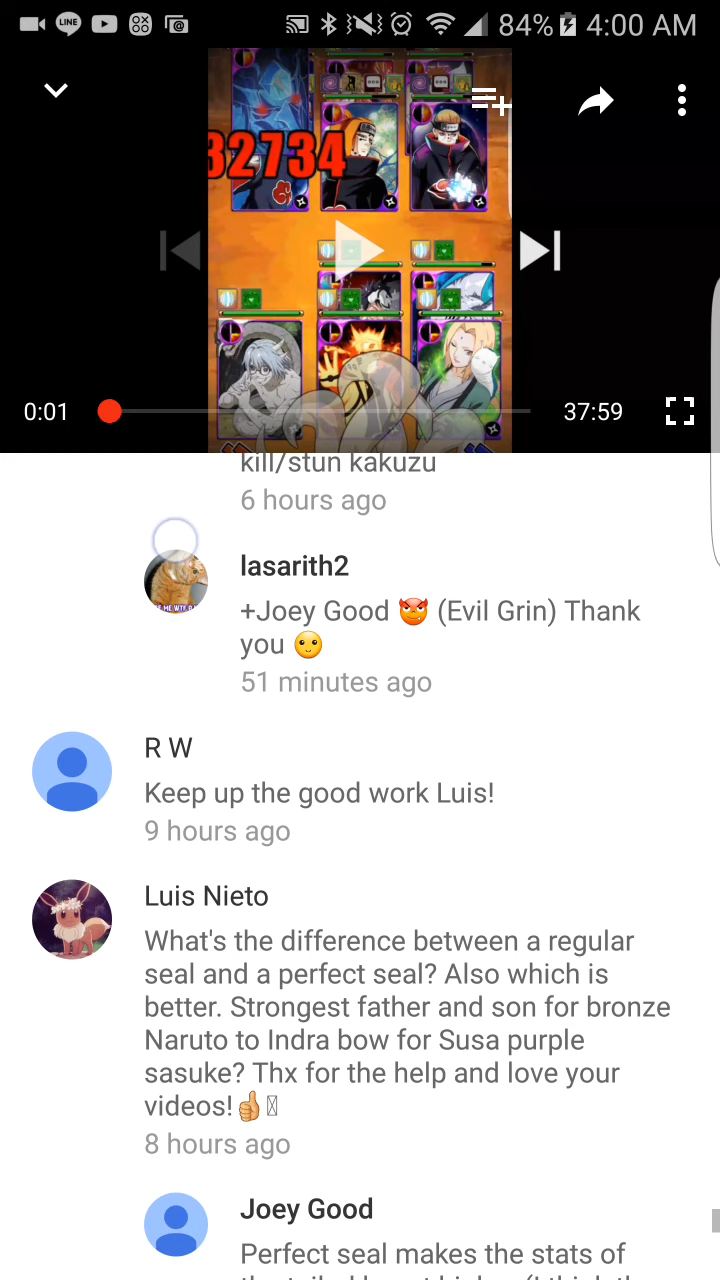 LINE
84%
4:00 AM
32734
0:01
37:59
kill/stun kakuzu
6 hours ago
lasarith2
+Joey Good 😈 (Evil Grin) Thank
you 🙂
51 minutes ago
R W
Keep up the good work Luis!
9 hours ago
Luis Nieto
What's the difference between a regular
seal and a perfect seal? Also which is
better. Strongest father and son for bronze
Naruto to Indra bow for Susa purple
sasuke? Thx for the help and love your
videos!👍
8 hours ago
Joey Good
Perfect seal makes the stats of